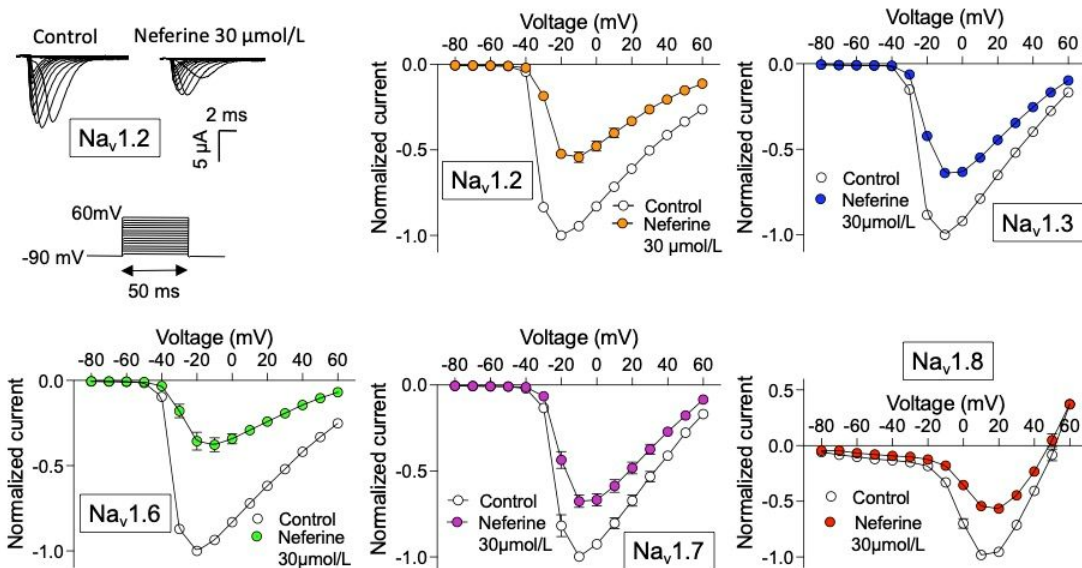 Control
Neferine 30 μmol/L
2 ms
5 μA
Nav1.2
60mV
-90 mV
50 ms
Voltage (mV)
-80 -60 -40 -20 0 20 40 60
0.0
-0.5
-1.0
Normalized current
Nav1.2
Control
Neferine
30 μmol/L
Voltage (mV)
-80 -60 -40 -20 0 20 40 60
0.0
-0.5
-1.0
Normalized current
Control
Neferine
30μmol/L
Nav1.3
Voltage (mV)
-80 -60 -40 -20 0 20 40 60
0.0
-0.5
-1.0
Normalized current
Nav1.6
Control
Neferine
30μmol/L
Voltage (mV)
-80 -60 -40 -20 0 20 40 60
0.0
-0.5
-1.0
Normalized current
Control
Neferine
30μmol/L
Nav1.7
Nav1.8
Voltage (mV)
-80 -60 -40 -20 0 20 40 60
0.5
0.0
-0.5
-1.0
Normalized current
Control
Neferine
30μmol/L